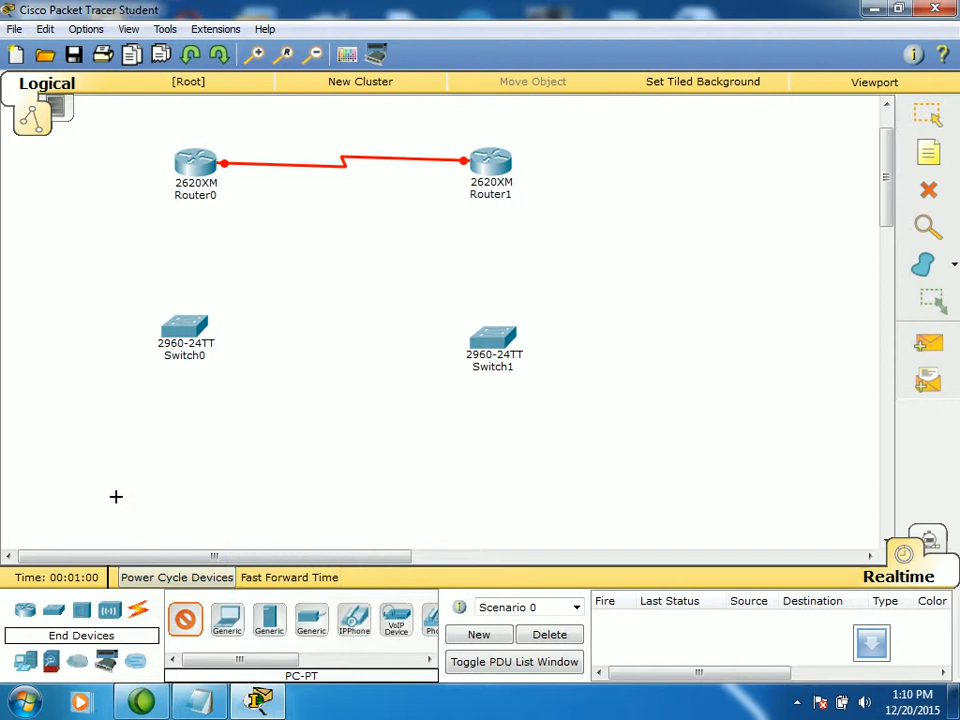 Cisco Packet Tracer Student
File Edit Options View Tools Extensions Help
Logical [Root] New Cluster Move Object Set Tiled Background Viewport
2620XM
Router0
2620XM
Router1
2960-24TT
Switch0
2960-24TT
Switch1
Time: 00:01:00 Power Cycle Devices Fast Forward Time Realtime
End Devices
Generic Generic Generic IPPhone VoIP Device Pho
PC-PT
Scenario 0
New Delete
Toggle PDU List Window
Fire Last Status Source Destination Type Color
1:10 PM
12/20/2015